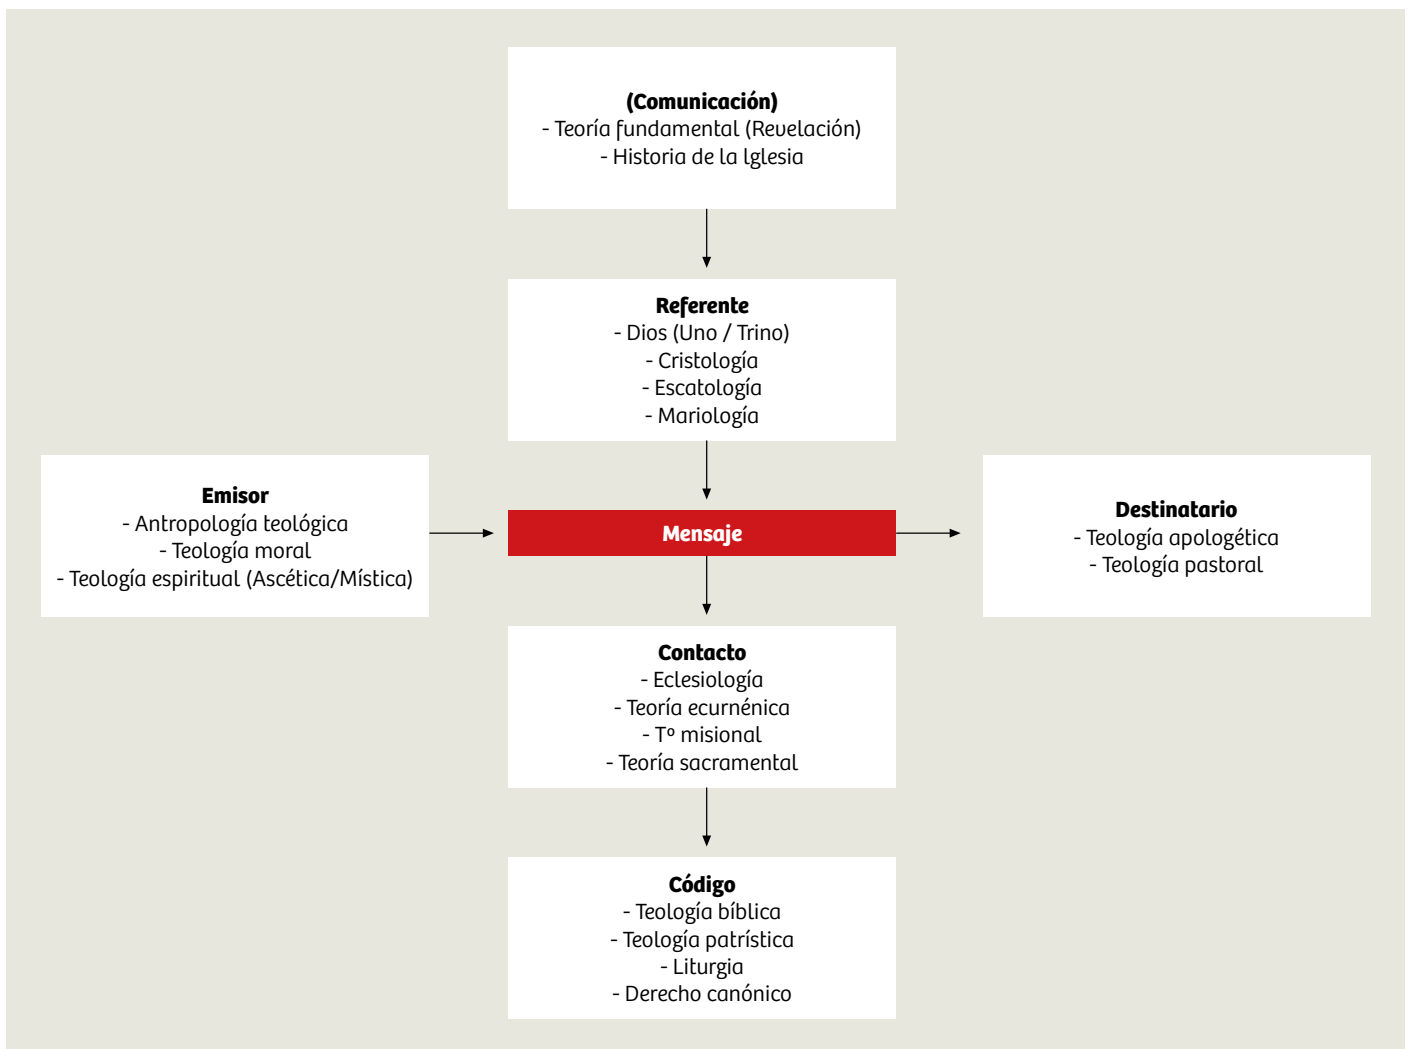 (Comunicación)
- Teoría fundamental (Revelación)
- Historia de la lglesia
Referente
- Dios (Uno / Trino)
- Cristología
- Escatología
- Mariología
Emisor
- Antropología teológica
- Teología moral
- Teología espiritual (Ascética/Mística)
Mensaje
Destinatario
- Teología apologética
- Teología pastoral
Contacto
- Eclesiología
- Teoría ecurnénica
- Tº misional
- Teoría sacramental
Código
- Teología bíblica
- Teología patrística
- Liturgia
- Derecho canónico